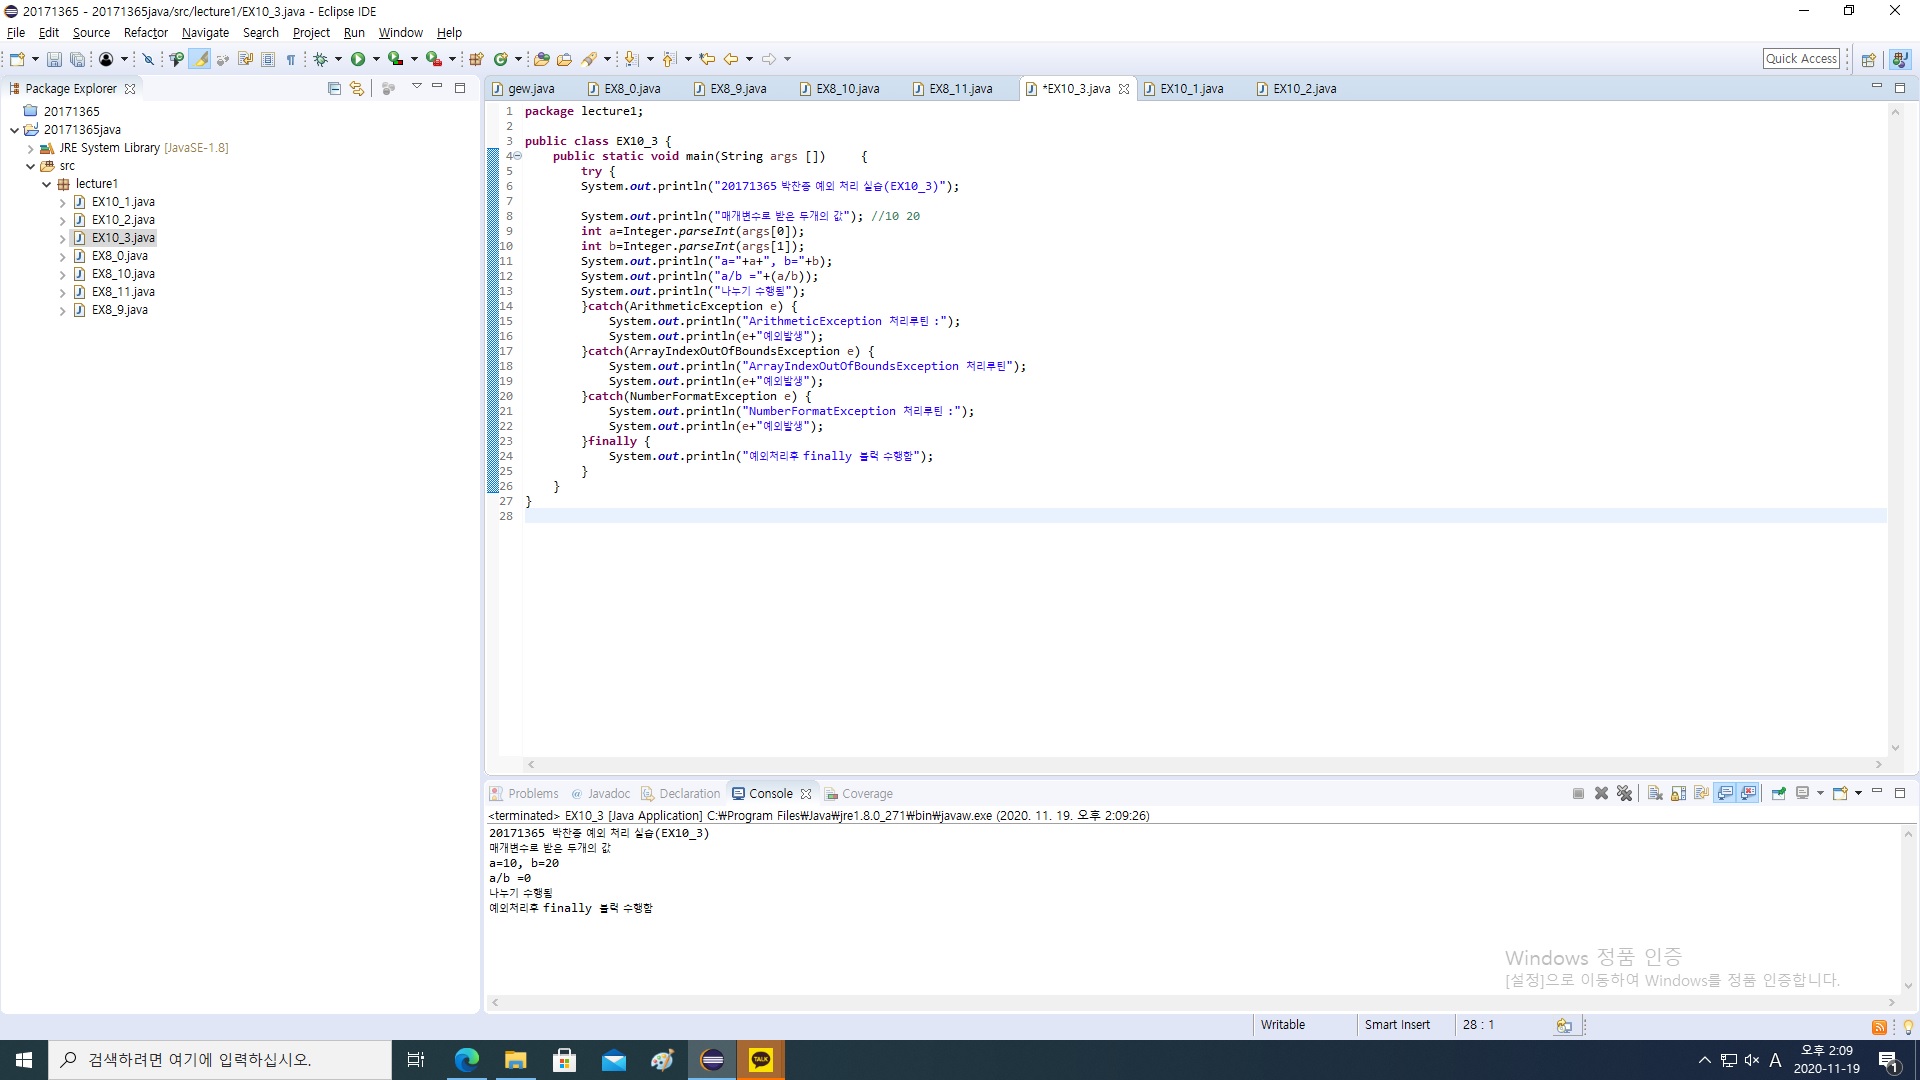 20171365 - 20171365java/src/lecture1/EX10_3.java - Eclipse IDE
File Edit Source Refactor Navigate Search Project Run Window Help
Quick Access
Package Explorer
20171365
20171365java
JRE System Library [JavaSE-1.8]
src
lecture1
EX10_1.java
EX10_2.java
EX10_3.java
EX8_0.java
EX8_10.java
EX8_11.java
EX8_9.java
gew.java EX8_0.java EX8_9.java EX8_10.java EX8_11.java *EX10_3.java EX10_1.java EX10_2.java
1 package lecture1;
2
3 public class EX10_3 {
4 public static void main(String args []) {
5 try {
6 System.out.println("20171365 박찬종 예외 처리 실습(EX10_3)");
7
8 System.out.println("매개변수로 받은 두개의 값"); //10 20
9 int a=Integer.parseInt(args[0]);
10 int b=Integer.parseInt(args[1]);
11 System.out.println("a="+a+", b="+b);
12 System.out.println("a/b ="+(a/b));
13 System.out.println("나누기 수행됨");
14 }catch(ArithmeticException e) {
15 System.out.println("ArithmeticException 처리루틴 :");
16 System.out.println(e+"예외발생");
17 }catch(ArrayIndexOutOfBoundsException e) {
18 System.out.println("ArrayIndexOutOfBoundsException 처리루틴");
19 System.out.println(e+"예외발생");
20 }catch(NumberFormatException e) {
21 System.out.println("NumberFormatException 처리루틴 :");
22 System.out.println(e+"예외발생");
23 }finally {
24 System.out.println("예외처리후 finally 블럭 수행함");
25 }
26 }
27 }
28
Problems Javadoc Declaration Console Coverage
<terminated> EX10_3 [Java Application] C:₩Program Files₩Java₩jre1.8.0_271₩bin₩javaw.exe (2020. 11. 19. 오후 2:09:26)
20171365 박찬종 예외 처리 실습(EX10_3)
매개변수로 받은 두개의 값
a=10, b=20
a/b =0
나누기 수행됨
예외처리후 finally 블럭 수행함
Windows 정품 인증
[설정]으로 이동하여 Windows를 정품 인증합니다.
Writable Smart Insert 28 : 1
검색하려면 여기에 입력하십시오.
TALK
A
오후 2:09
2020-11-19
1